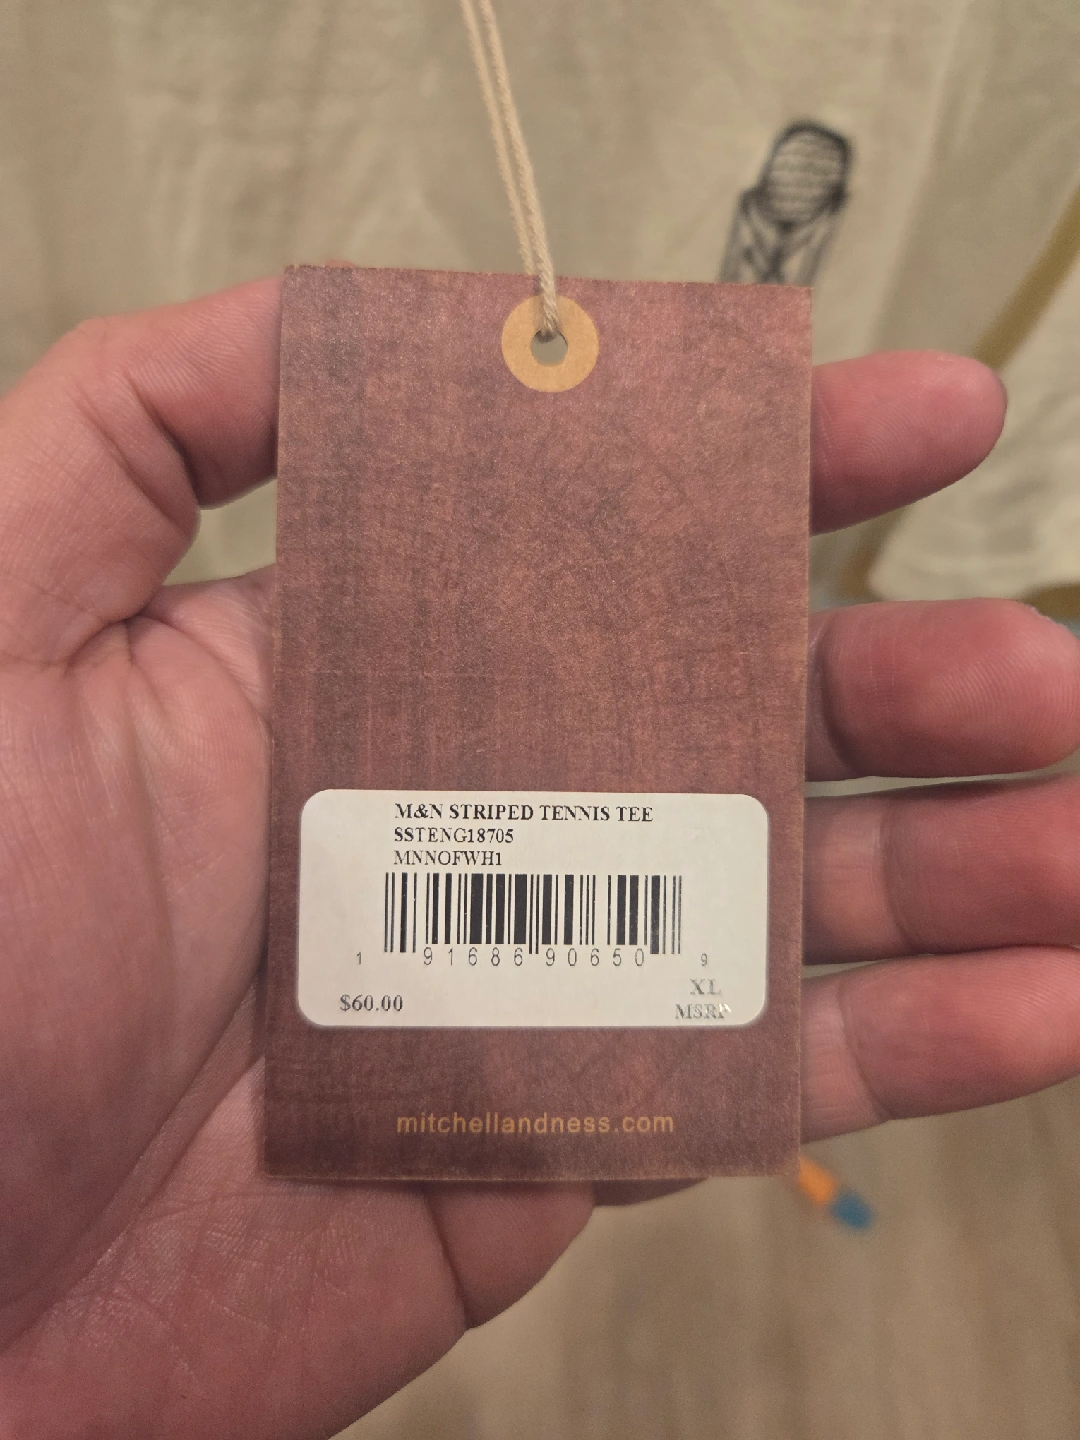 M&N STRIPED TENNIS TEE
SSTENG18705
MNNOFWH1
1 91686 90650 9
$60.00
XL
MSRP
mitchellandness.com